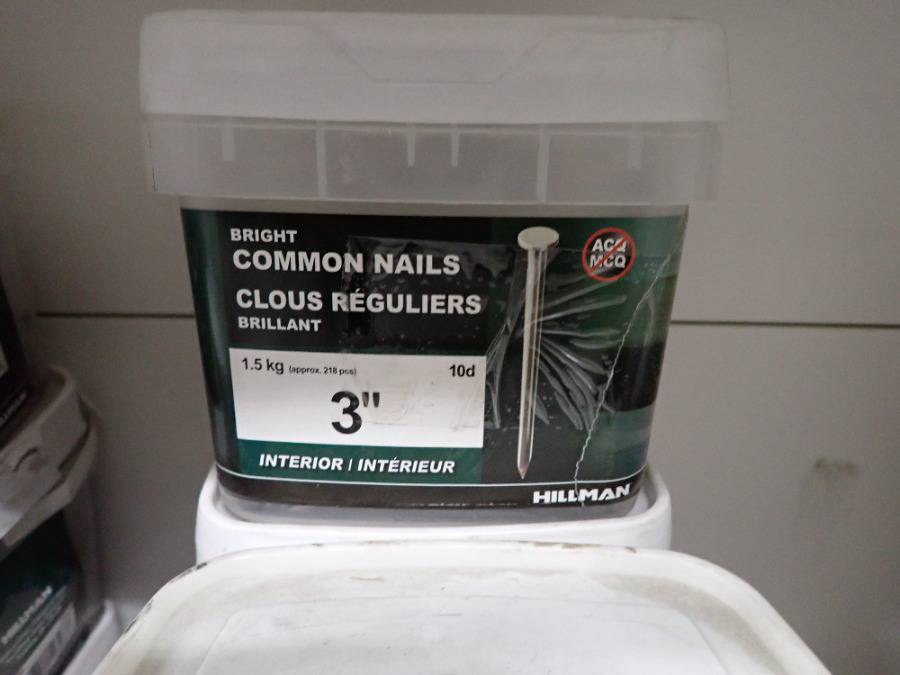 BRIGHT
COMMON NAILS
CLOUS RÉGULIERS
BRILLANT
ACQ
MCQ
1.5 kg (approx. 218 pcs)
10d
3"
INTERIOR / INTÉRIEUR
HILLMAN
HILLMAN